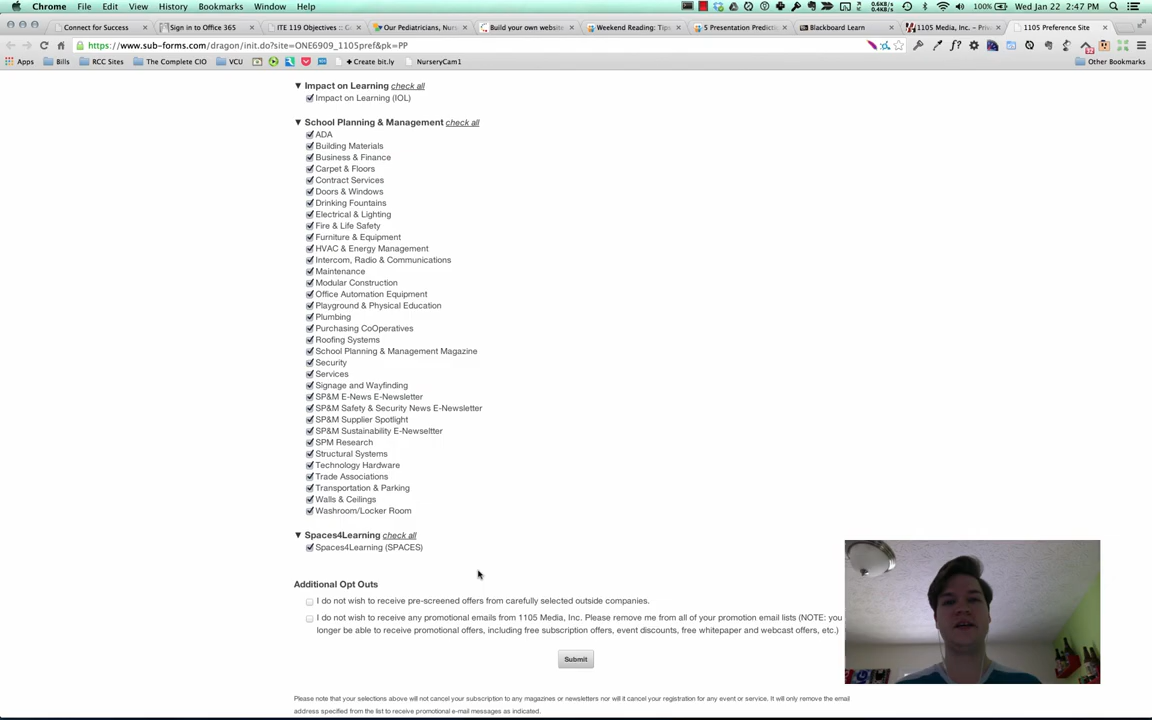 Chrome File Edit View History Bookmarks Window Help 0.6KB/s 0.4KB/s 100% Wed Jan 22 2:47 PM
Connect for Success Sign in to Office 365 ITE 119 Objectives :: Our Pediatricians, Nur Build your own website Weekend Reading: Tips 5 Presentation Predicti Blackboard Learn 1105 Media, Inc. – Priv 1105 Preference Site
https://www.sub-forms.com/dragon/init.do?site=ONE6909_1105pref&pk=PP
Apps Bills RCC Sites The Complete CIO VCU Create bit.ly NurseryCam1 Other Bookmarks
▼ Impact on Learning check all
Impact on Learning (IOL)
▼ School Planning & Management check all
ADA
Building Materials
Business & Finance
Carpet & Floors
Contract Services
Doors & Windows
Drinking Fountains
Electrical & Lighting
Fire & Life Safety
Furniture & Equipment
HVAC & Energy Management
Intercom, Radio & Communications
Maintenance
Modular Construction
Office Automation Equipment
Playground & Physical Education
Plumbing
Purchasing CoOperatives
Roofing Systems
School Planning & Management Magazine
Security
Services
Signage and Wayfinding
SP&M E-News E-Newsletter
SP&M Safety & Security News E-Newsletter
SP&M Supplier Spotlight
SP&M Sustainability E-Newseltter
SPM Research
Structural Systems
Technology Hardware
Trade Associations
Transportation & Parking
Walls & Ceilings
Washroom/Locker Room
▼ Spaces4Learning check all
Spaces4Learning (SPACES)
Additional Opt Outs
I do not wish to receive pre-screened offers from carefully selected outside companies.
I do not wish to receive any promotional emails from 1105 Media, Inc. Please remove me from all of your promotion email lists (NOTE: you
longer be able to receive promotional offers, including free subscription offers, event discounts, free whitepaper and webcast offers, etc.)
Submit
Please note that your selections above will not cancel your subscription to any magazines or newsletters nor will it cancel your registration for any event or service. It will only remove the email
address specified from the list to receive promotional e-mail messages as indicated.